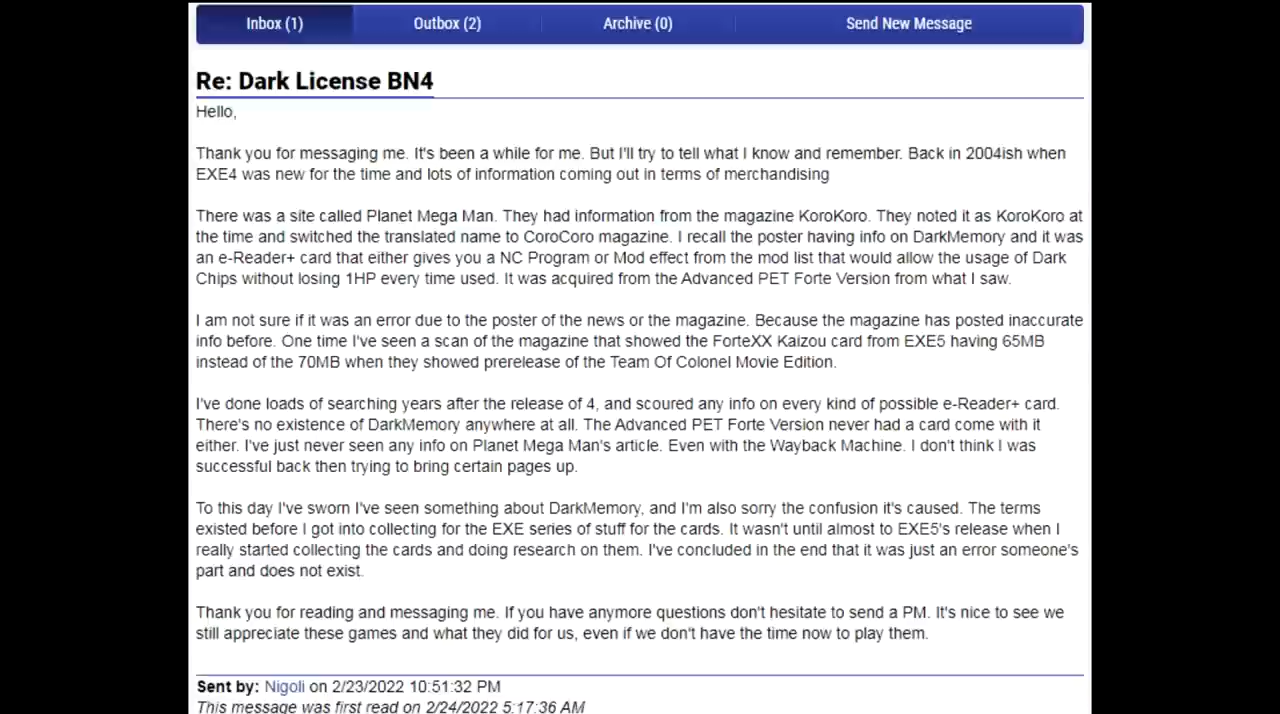 Inbox (1) Outbox (2) Archive (0) Send New Message
Re: Dark License BN4
Hello,
Thank you for messaging me. It's been a while for me. But I'll try to tell what I know and remember. Back in 2004ish when
EXE4 was new for the time and lots of information coming out in terms of merchandising
There was a site called Planet Mega Man. They had information from the magazine KoroKoro. They noted it as KoroKoro at
the time and switched the translated name to CoroCoro magazine. I recall the poster having info on DarkMemory and it was
an e-Reader+ card that either gives you a NC Program or Mod effect from the mod list that would allow the usage of Dark
Chips without losing 1HP every time used. It was acquired from the Advanced PET Forte Version from what I saw.
I am not sure if it was an error due to the poster of the news or the magazine. Because the magazine has posted inaccurate
info before. One time I've seen a scan of the magazine that showed the ForteXX Kaizou card from EXE5 having 65MB
instead of the 70MB when they showed prerelease of the Team Of Colonel Movie Edition.
I've done loads of searching years after the release of 4, and scoured any info on every kind of possible e-Reader+ card.
There's no existence of DarkMemory anywhere at all. The Advanced PET Forte Version never had a card come with it
either. I've just never seen any info on Planet Mega Man's article. Even with the Wayback Machine. I don't think I was
successful back then trying to bring certain pages up.
To this day I've sworn I've seen something about DarkMemory, and I'm also sorry the confusion it's caused. The terms
existed before I got into collecting for the EXE series of stuff for the cards. It wasn't until almost to EXE5's release when I
really started collecting the cards and doing research on them. I've concluded in the end that it was just an error someone's
part and does not exist.
Thank you for reading and messaging me. If you have anymore questions don't hesitate to send a PM. It's nice to see we
still appreciate these games and what they did for us, even if we don't have the time now to play them.
Sent by: Nigoli on 2/23/2022 10:51:32 PM
This message was first read on 2/24/2022 5:17:36 AM